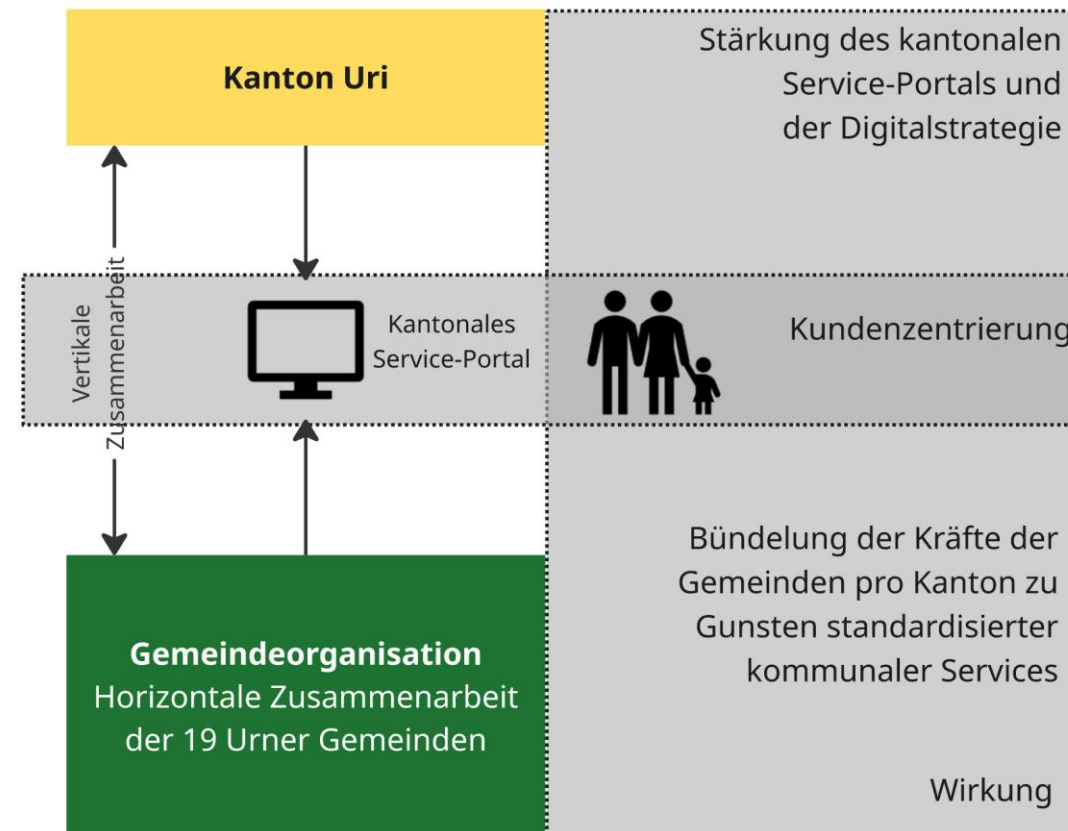 Kanton Uri
Stärkung des kantonalen
Service-Portals und
der Digitalstrategie
Vertikale
Zusammenarbeit
Kantonales
Service-Portal
Kundenzentrierung
Gemeindeorganisation
Horizontale Zusammenarbeit
der 19 Urner Gemeinden
Bündelung der Kräfte der
Gemeinden pro Kanton zu
Gunsten standardisierter
kommunaler Services
Wirkung